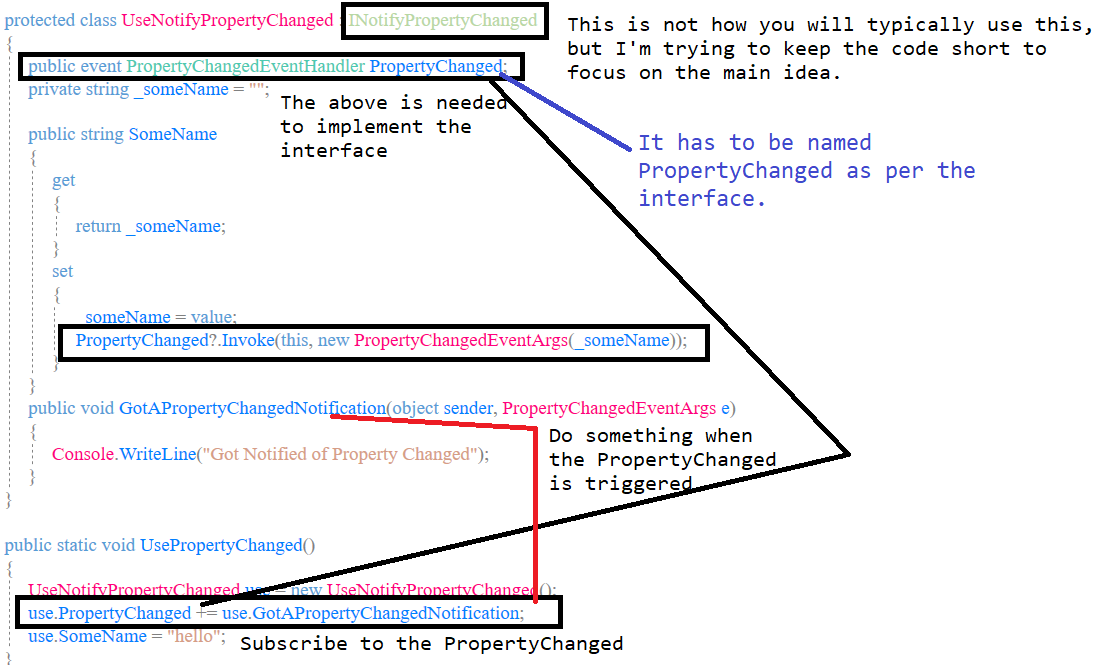 protected class UseNotifyPropertyChanged : INotifyPropertyChanged
This is not how you will typically use this,
but I'm trying to keep the code short to
focus on the main idea.
{
public event PropertyChangedEventHandler PropertyChanged;
private string _someName = "";
The above is needed
to implement the
interface
It has to be named
PropertyChanged as per the
interface.
public string SomeName
{
get
{
return _someName;
}
set
{
_someName = value;
PropertyChanged?.Invoke(this, new PropertyChangedEventArgs(_someName));
}
}
public void GotAPropertyChangedNotification(object sender, PropertyChangedEventArgs e)
{
Console.WriteLine("Got Notified of Property Changed");
}
}
Do something when
the PropertyChanged
is triggered
public static void UsePropertyChanged()
{
UseNotifyPropertyChanged use = new UseNotifyPropertyChanged();
use.PropertyChanged += use.GotAPropertyChangedNotification;
use.SomeName = "hello";
Subscribe to the PropertyChanged
}